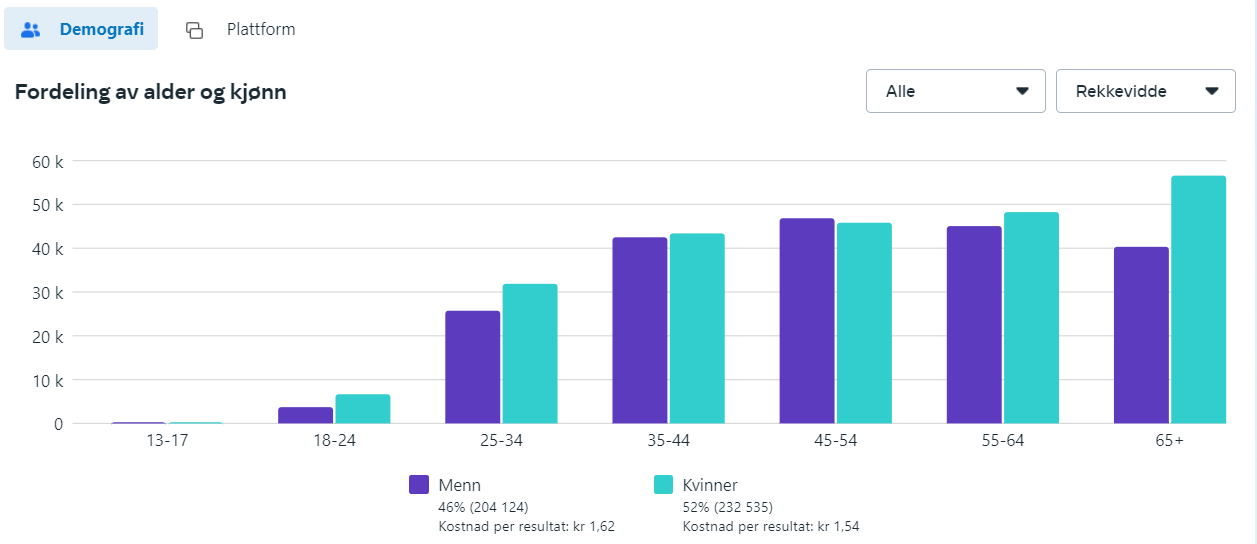 Demografi Plattform
Fordeling av alder og kjønn Alle Rekkevidde
60 k
50 k
40 k
30 k
20 k
10 k
0
13-17 18-24 25-34 35-44 45-54 55-64 65+
Menn
46% (204 124)
Kostnad per resultat: kr 1,62
Kvinner
52% (232 535)
Kostnad per resultat: kr 1,54